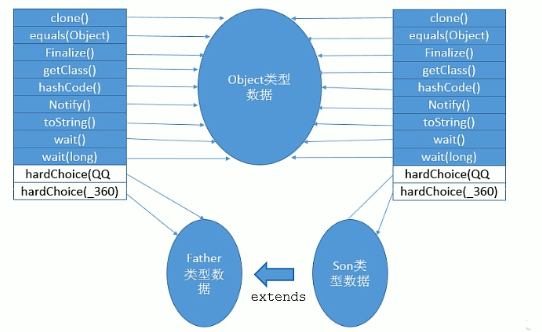 clone()
equals(Object)
Finalize()
getClass()
hashCode()
Notify()
toString()
wait()
wait(long)
hardChoice(QQ
hardChoice(_360)
Object类型
数据
clone()
equals(Object)
Finalize()
getClass()
hashCode()
Notify()
toString()
wait()
wait(long)
hardChoice(QQ
hardChoice(_360)
Father
类型数
据
extends
Son类
型数据